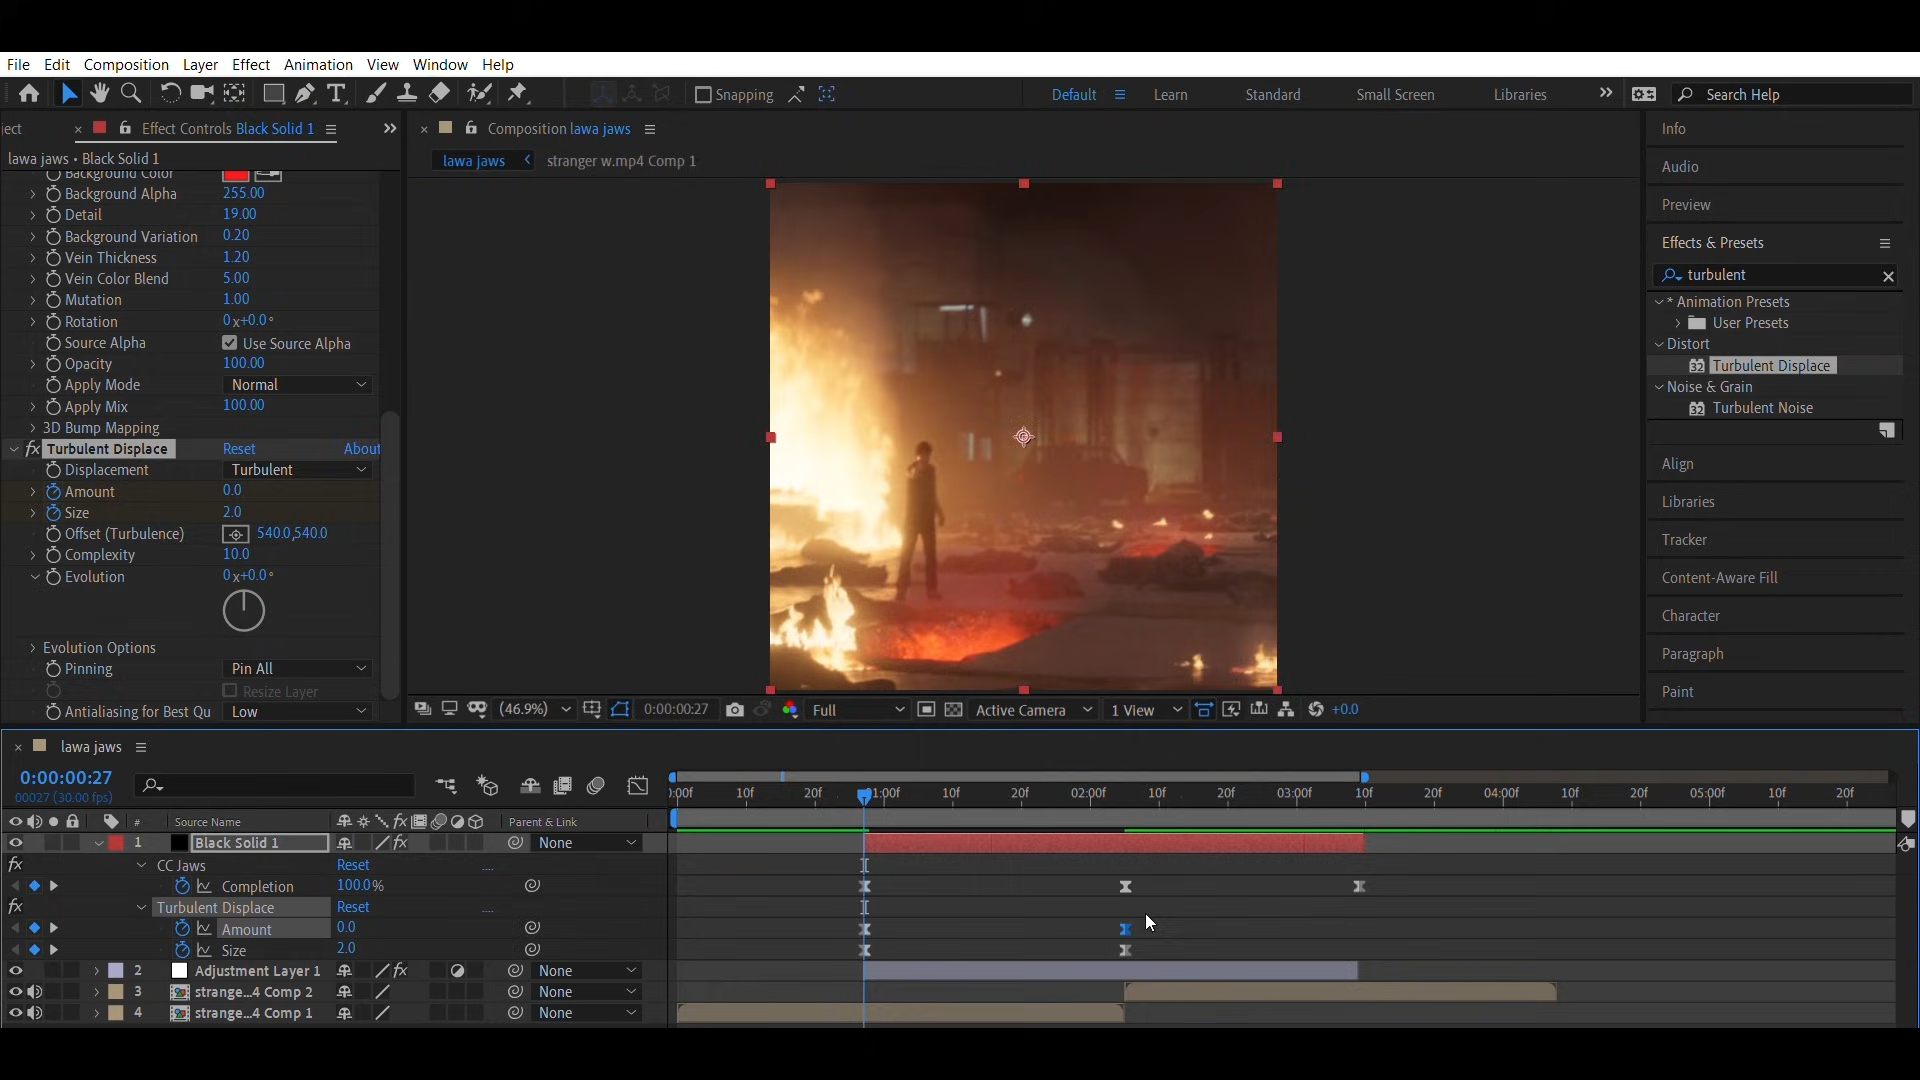 File Edit Composition Layer Effect Animation View Window Help
Snapping Default Learn Standard Small Screen Libraries Search Help
ject Effect Controls Black Solid 1
lawa jaws • Black Solid 1
Background Color
Background Alpha 255.00
Detail 19.00
Background Variation 0.20
Vein Thickness 1.20
Vein Color Blend 5.00
Mutation 1.00
Rotation 0x+0.0°
Source Alpha Use Source Alpha
Opacity 100.00
Apply Mode Normal
Apply Mix 100.00
3D Bump Mapping
fx Turbulent Displace Reset About
Displacement Turbulent
Amount 0.0
Size 2.0
Offset (Turbulence) 540.0,540.0
Complexity 10.0
Evolution 0x+0.0°
Evolution Options
Pinning Pin All
Resize Layer
Antialiasing for Best Qu Low
Composition lawa jaws
lawa jaws stranger w.mp4 Comp 1
(46.9%) 0:00:00:27 Full Active Camera 1 View +0.0
Info
Audio
Preview
Effects & Presets
turbulent
* Animation Presets
User Presets
Distort
32 Turbulent Displace
Noise & Grain
32 Turbulent Noise
Align
Libraries
Tracker
Content-Aware Fill
Character
Paragraph
Paint
lawa jaws
0:00:00:27
00027 (30.00 fps)
:00f 10f 20f 01:00f 10f 20f 02:00f 10f 20f 03:00f 10f 20f 04:00f 10f 20f 05:00f 10f 20f
# Source Name fx Parent & Link
1 Black Solid 1 fx None
fx CC Jaws Reset ....
Completion 100.0%
fx Turbulent Displace Reset ....
Amount 0.0
Size 2.0
2 Adjustment Layer 1 fx None
3 strange...4 Comp 2 None
4 strange...4 Comp 1 None